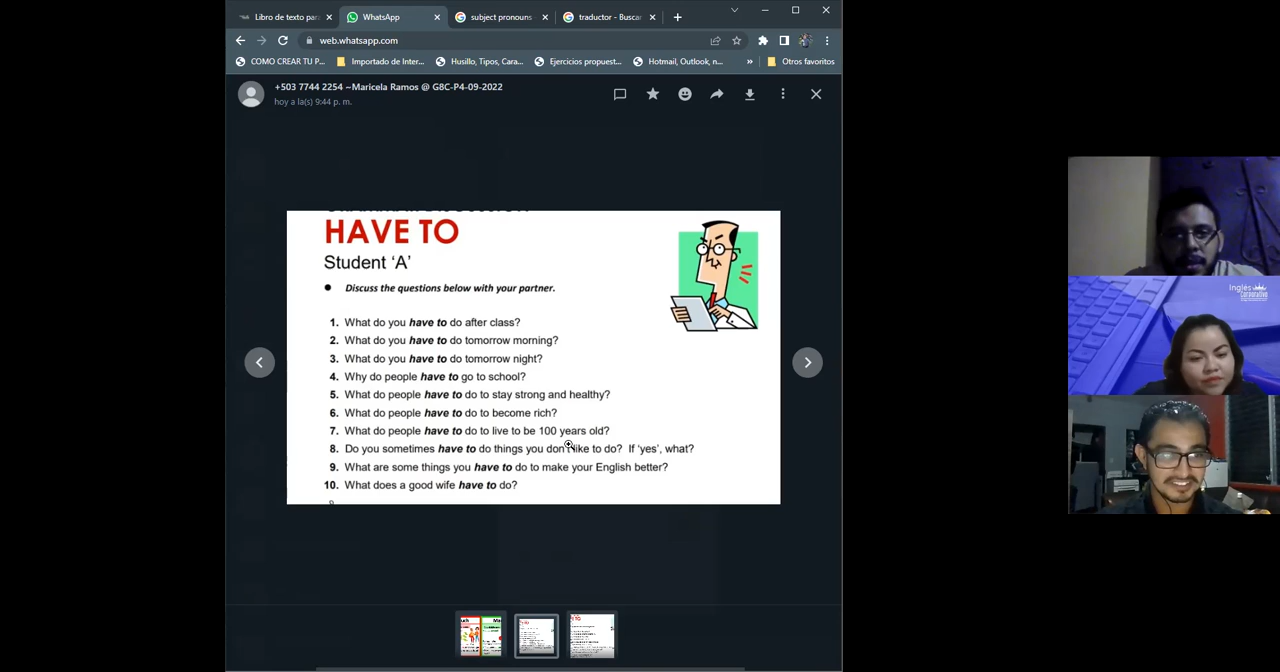 Libro de texto par
WhatsApp
subject pronouns
traductor - Busca
web.whatsapp.com
COMO CREAR TU P...
Importado de Inter...
Husillo, Tipos, Cara...
Ejercicios propuest...
Hotmail, Outlook, n...
»
Otros favoritos
+503 7744 2254 ~Maricela Ramos @ G8C-P4-09-2022
hoy a la(s) 9:44 p. m.
HAVE TO
Student 'A'
● Discuss the questions below with your partner.
1. What do you have to do after class?
2. What do you have to do tomorrow morning?
3. What do you have to do tomorrow night?
4. Why do people have to go to school?
5. What do people have to do to stay strong and healthy?
6. What do people have to do to become rich?
7. What do people have to do to live to be 100 years old?
8. Do you sometimes have to do things you don't like to do? If 'yes', what?
9. What are some things you have to do to make your English better?
10. What does a good wife have to do?
Inglés
Corporativo